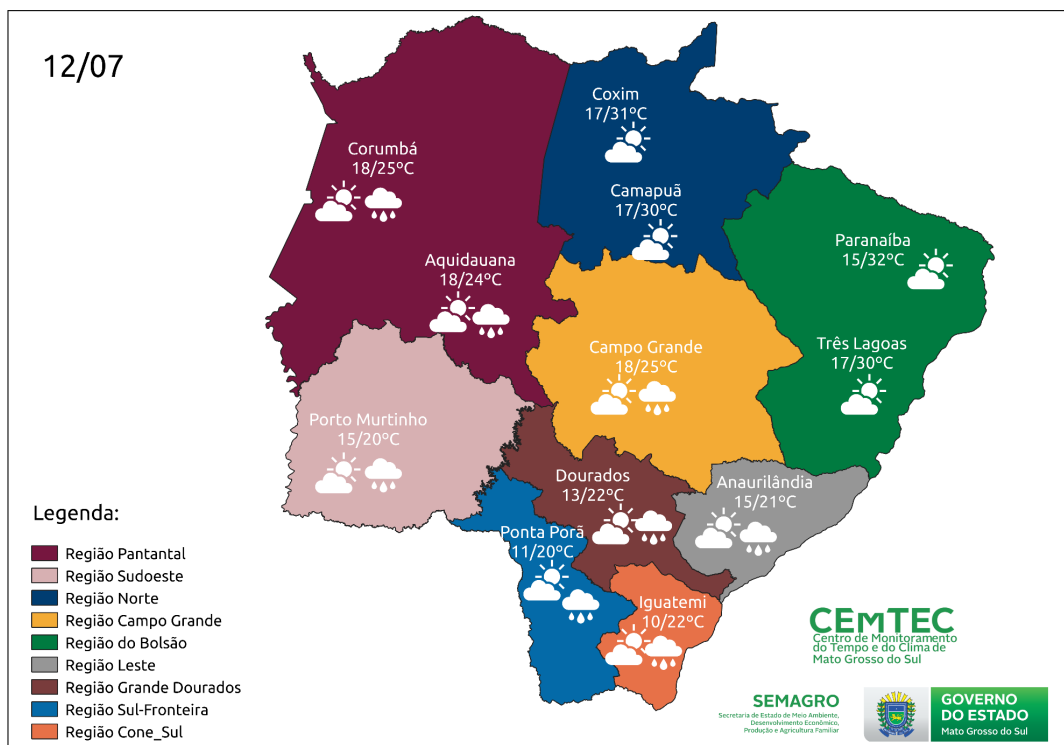 12/07
Coxim
17/31ºC
Corumbá
18/25ºC
Camapuã
17/30ºC
Paranaíba
15/32ºC
Aquidauana
18/24ºC
Campo Grande
18/25ºC
Três Lagoas
17/30ºC
Porto Murtinho
15/20ºC
Dourados
13/22ºC
Anaurilândia
15/21ºC
Ponta Porã
11/20ºC
Iguatemi
10/22ºC
Legenda:
Região Pantantal
Região Sudoeste
Região Norte
Região Campo Grande
Região do Bolsão
Região Leste
Região Grande Dourados
Região Sul-Fronteira
Região Cone_Sul
CEMTEC
Centro de Monitoramento
do Tempo e do Clima de
Mato Grosso do Sul
SEMAGRO
Secretaria de Estado de Meio Ambiente,
Desenvolvimento Econômico,
Produção e Agricultura Familiar
GOVERNO
DO ESTADO
Mato Grosso do Sul